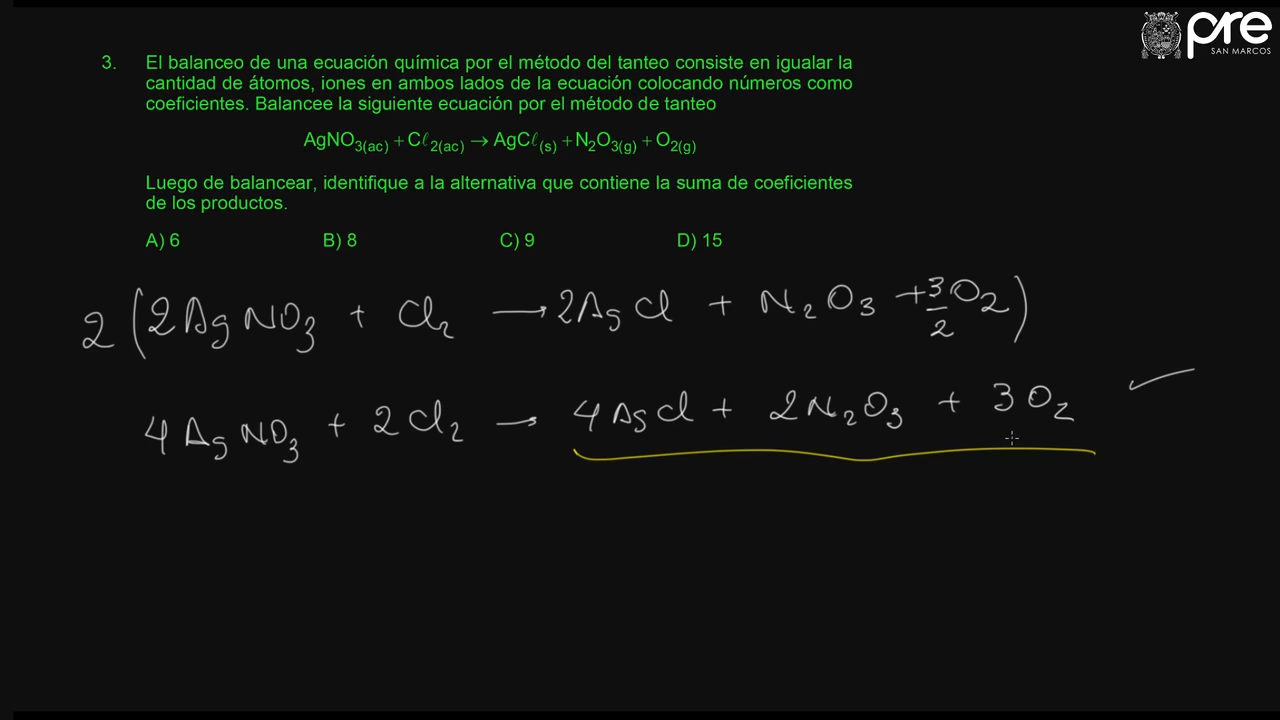 pre
SAN MARCOS
3. El balanceo de una ecuación química por el método del tanteo consiste en igualar la
cantidad de átomos, iones en ambos lados de la ecuación colocando números como
coeficientes. Balancee la siguiente ecuación por el método de tanteo
AgNO₃(ac) + Cℓ₂(ac) → AgCℓ(s) + N₂O₃(g) + O₂(g)
Luego de balancear, identifique a la alternativa que contiene la suma de coeficientes
de los productos.
A) 6 B) 8 C) 9 D) 15
2 (2AgNO₃ + Cl₂ → 2AgCl + N₂O₃ + 3/2 O₂)
4AgNO₃ + 2Cl₂ → 4AgCl + 2N₂O₃ + 3O₂